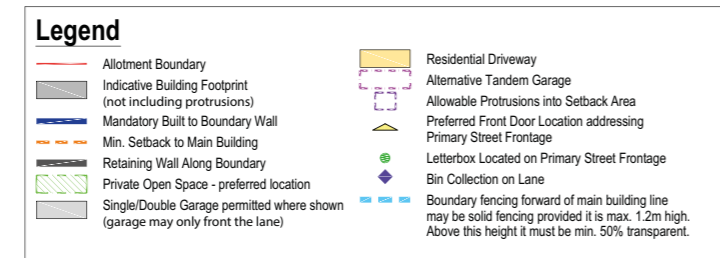 Legend
Allotment Boundary
Indicative Building Footprint
(not including protrusions)
Mandatory Built to Boundary Wall
Min. Setback to Main Building
Retaining Wall Along Boundary
Private Open Space - preferred location
Single/Double Garage permitted where shown
(garage may only front the lane)
Residential Driveway
Alternative Tandem Garage
Allowable Protrusions into Setback Area
Preferred Front Door Location addressing
Primary Street Frontage
Letterbox Located on Primary Street Frontage
Bin Collection on Lane
Boundary fencing forward of main building line
may be solid fencing provided it is max. 1.2m high.
Above this height it must be min. 50% transparent.